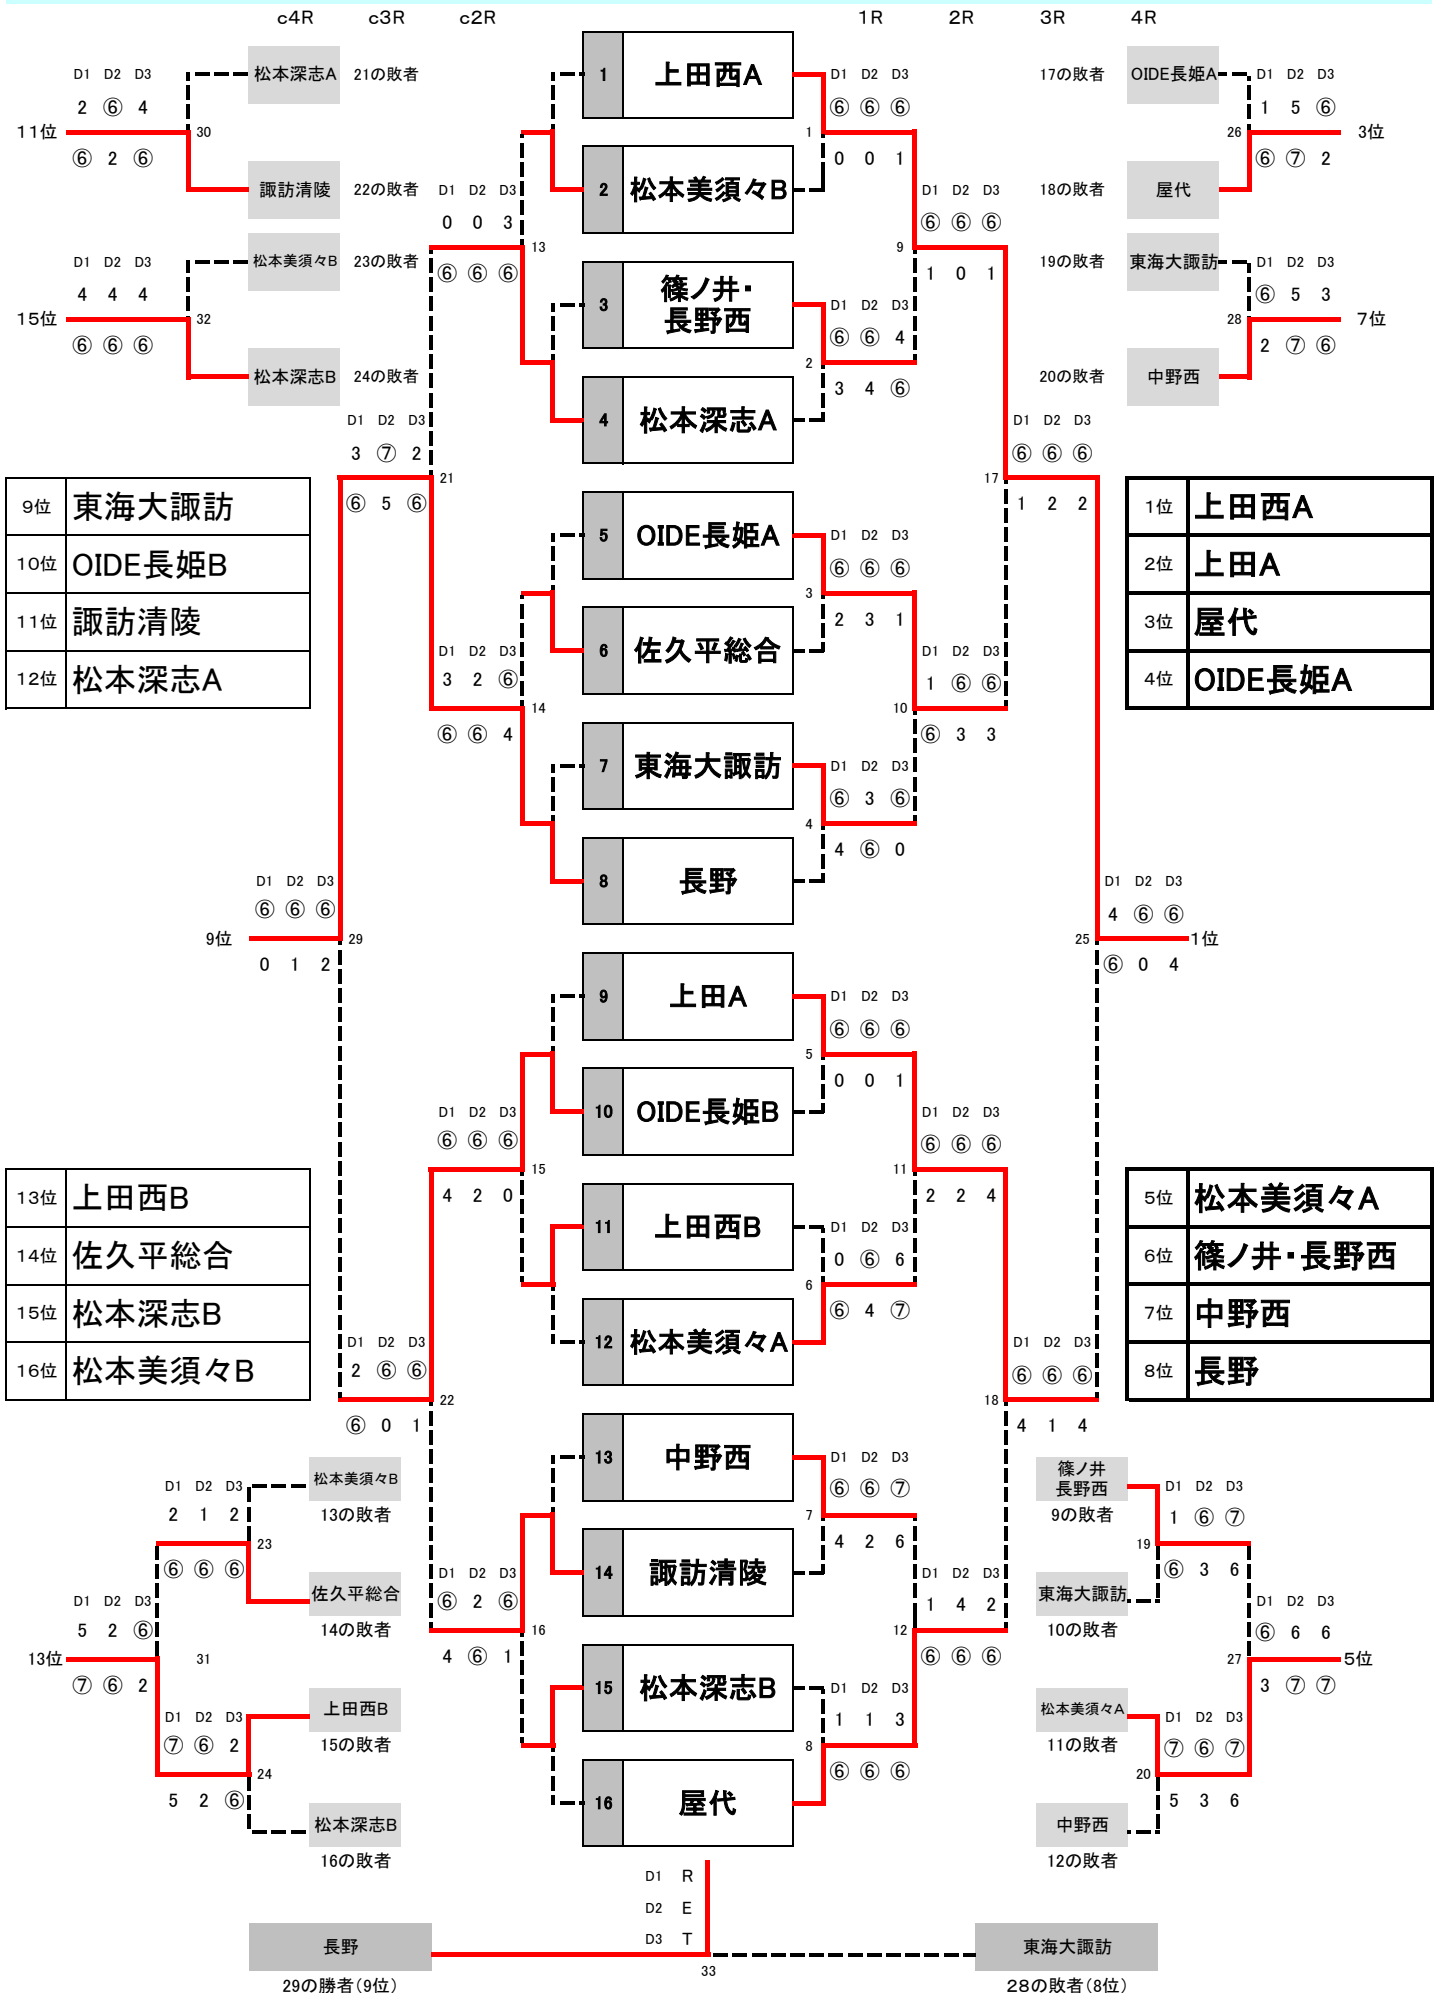 c4R c3R c2R 1R 2R 3R 4R
松本深志A 21の敗者
D1 D2 D3
2 ⑥ 4
11位 30
⑥ 2 ⑥
諏訪清陵 22の敗者
松本美須々B 23の敗者
D1 D2 D3
4 4 4
15位 32
⑥ ⑥ ⑥
松本深志B 24の敗者
D1 D2 D3
0 0 3
13
⑥ ⑥ ⑥
D1 D2 D3
3 ⑦ 2
21
⑥ 5 ⑥
9位 東海大諏訪
10位 OIDE長姫B
11位 諏訪清陵
12位 松本深志A
D1 D2 D3
3 2 ⑥
14
⑥ ⑥ 4
D1 D2 D3
⑥ ⑥ ⑥
9位 29
0 1 2
D1 D2 D3
⑥ ⑥ ⑥
15
4 2 0
13位 上田西B
14位 佐久平総合
15位 松本深志B
16位 松本美須々B
D1 D2 D3
2 ⑥ ⑥
22
⑥ 0 1
D1 D2 D3
⑥ 2 ⑥
16
4 ⑥ 1
松本美須々B
13の敗者
D1 D2 D3
2 1 2
23
⑥ ⑥ ⑥
佐久平総合
14の敗者
D1 D2 D3
5 2 ⑥
13位 31
⑦ ⑥ 2
上田西B
15の敗者
D1 D2 D3
⑦ ⑥ 2
24
5 2 ⑥
松本深志B
16の敗者
1 上田西A
2 松本美須々B
3 篠ノ井・
長野西
4 松本深志A
5 OIDE長姫A
6 佐久平総合
7 東海大諏訪
8 長野
9 上田A
10 OIDE長姫B
11 上田西B
12 松本美須々A
13 中野西
14 諏訪清陵
15 松本深志B
16 屋代
D1 D2 D3
⑥ ⑥ ⑥
1
0 0 1
D1 D2 D3
⑥ ⑥ 4
2
3 4 ⑥
D1 D2 D3
⑥ ⑥ ⑥
3
2 3 1
D1 D2 D3
⑥ 3 ⑥
4
4 ⑥ 0
D1 D2 D3
⑥ ⑥ ⑥
5
0 0 1
D1 D2 D3
0 ⑥ 6
6
⑥ 4 ⑦
D1 D2 D3
⑥ ⑥ ⑦
7
4 2 6
D1 D2 D3
1 1 3
8
⑥ ⑥ ⑥
D1 D2 D3
⑥ ⑥ ⑥
9
1 0 1
D1 D2 D3
1 ⑥ ⑥
10
⑥ 3 3
D1 D2 D3
⑥ ⑥ ⑥
11
2 2 4
D1 D2 D3
1 4 2
12
⑥ ⑥ ⑥
D1 D2 D3
⑥ ⑥ ⑥
17
1 2 2
D1 D2 D3
⑥ ⑥ ⑥
18
4 1 4
D1 D2 D3
4 ⑥ ⑥
25 1位
⑥ 0 4
17の敗者 OIDE長姫A
D1 D2 D3
1 5 ⑥
26 3位
⑥ ⑦ 2
18の敗者 屋代
19の敗者 東海大諏訪
D1 D2 D3
⑥ 5 3
28 7位
2 ⑦ ⑥
20の敗者 中野西
1位 上田西A
2位 上田A
3位 屋代
4位 OIDE長姫A
5位 松本美須々A
6位 篠ノ井・長野西
7位 中野西
8位 長野
篠ノ井
長野西
9の敗者
D1 D2 D3
1 ⑥ ⑦
19
⑥ 3 6
東海大諏訪
10の敗者
D1 D2 D3
⑥ 6 6
27 5位
3 ⑦ ⑦
松本美須々A
11の敗者
D1 D2 D3
⑦ ⑥ ⑦
20
5 3 6
中野西
12の敗者
D1 R
D2 E
D3 T
長野 東海大諏訪
33
29の勝者(9位) 28の敗者(8位)